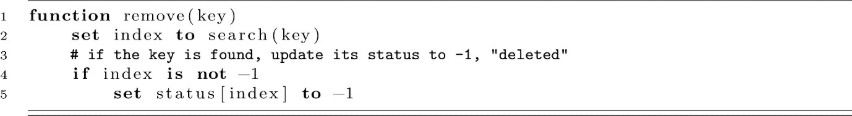 1 function remove(key)
2 set index to search(key)
3 # if the key is found, update its status to -1, "deleted"
4 if index is not −1
5 set status[index] to −1